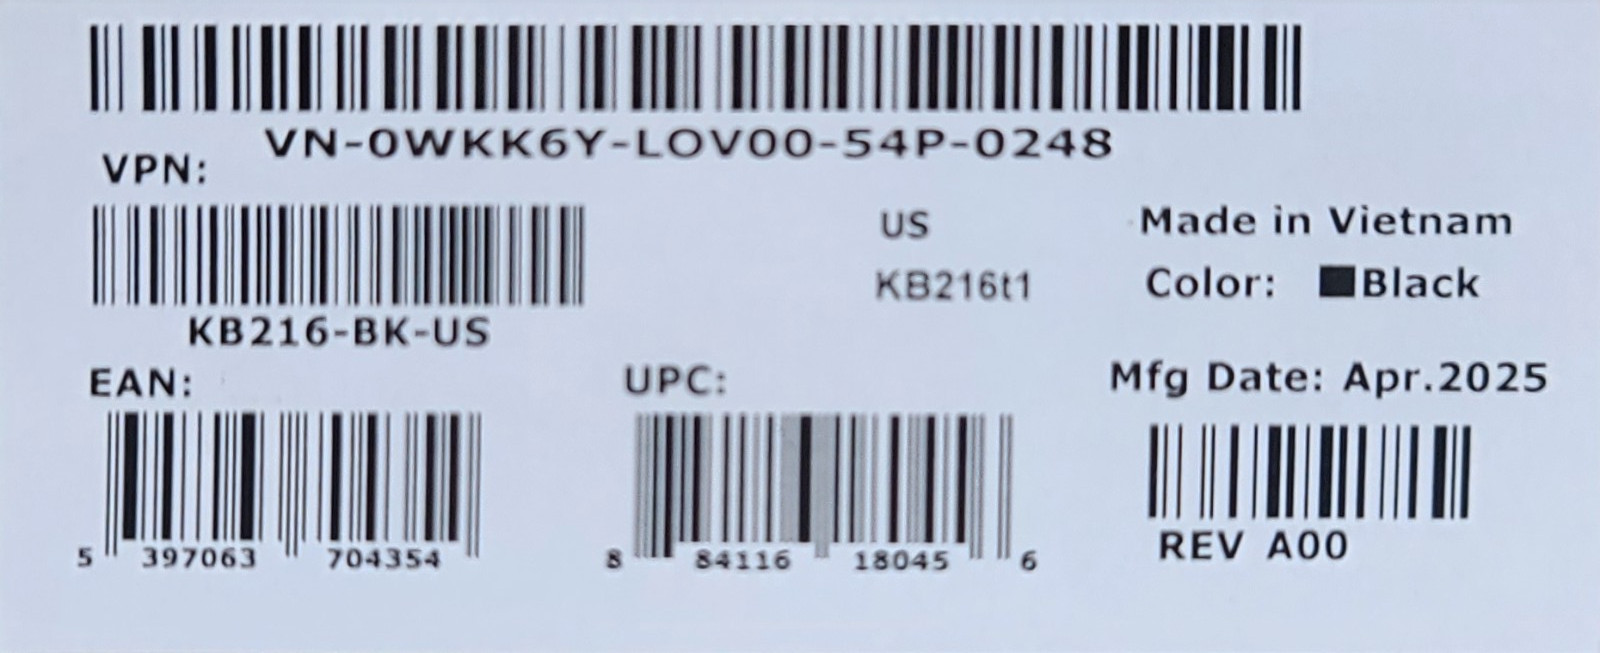 VN-0WKK6Y-LOV00-54P-0248
VPN:
KB216-BK-US
US
KB216t1
Made in Vietnam
Color: Black
EAN:
5 397063 704354
UPC:
8 84116 18045 6
Mfg Date: Apr.2025
REV A00